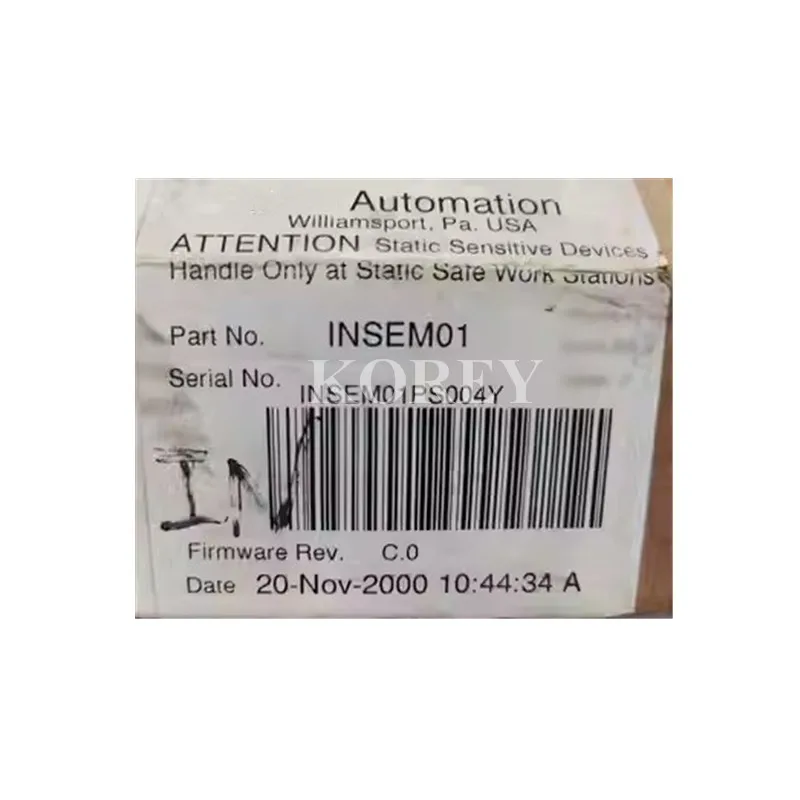 Automation
Williamsport, Pa. USA
ATTENTION Static Sensitive Devices
Handle Only at Static Safe Work Stations
Part No. INSEM01
Serial No.
KOREY
INSEM01PS004Y
IN
Firmware Rev. C.0
Date 20-Nov-2000 10:44:34 A